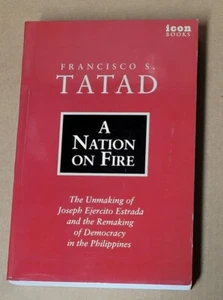 icon
BOOKS
FRANCISCO S.
TATAD
A
NATION
ON FIRE
The Unmaking of
Joseph Ejercito Estrada
and the Remaking
of Democracy
in the Philippines